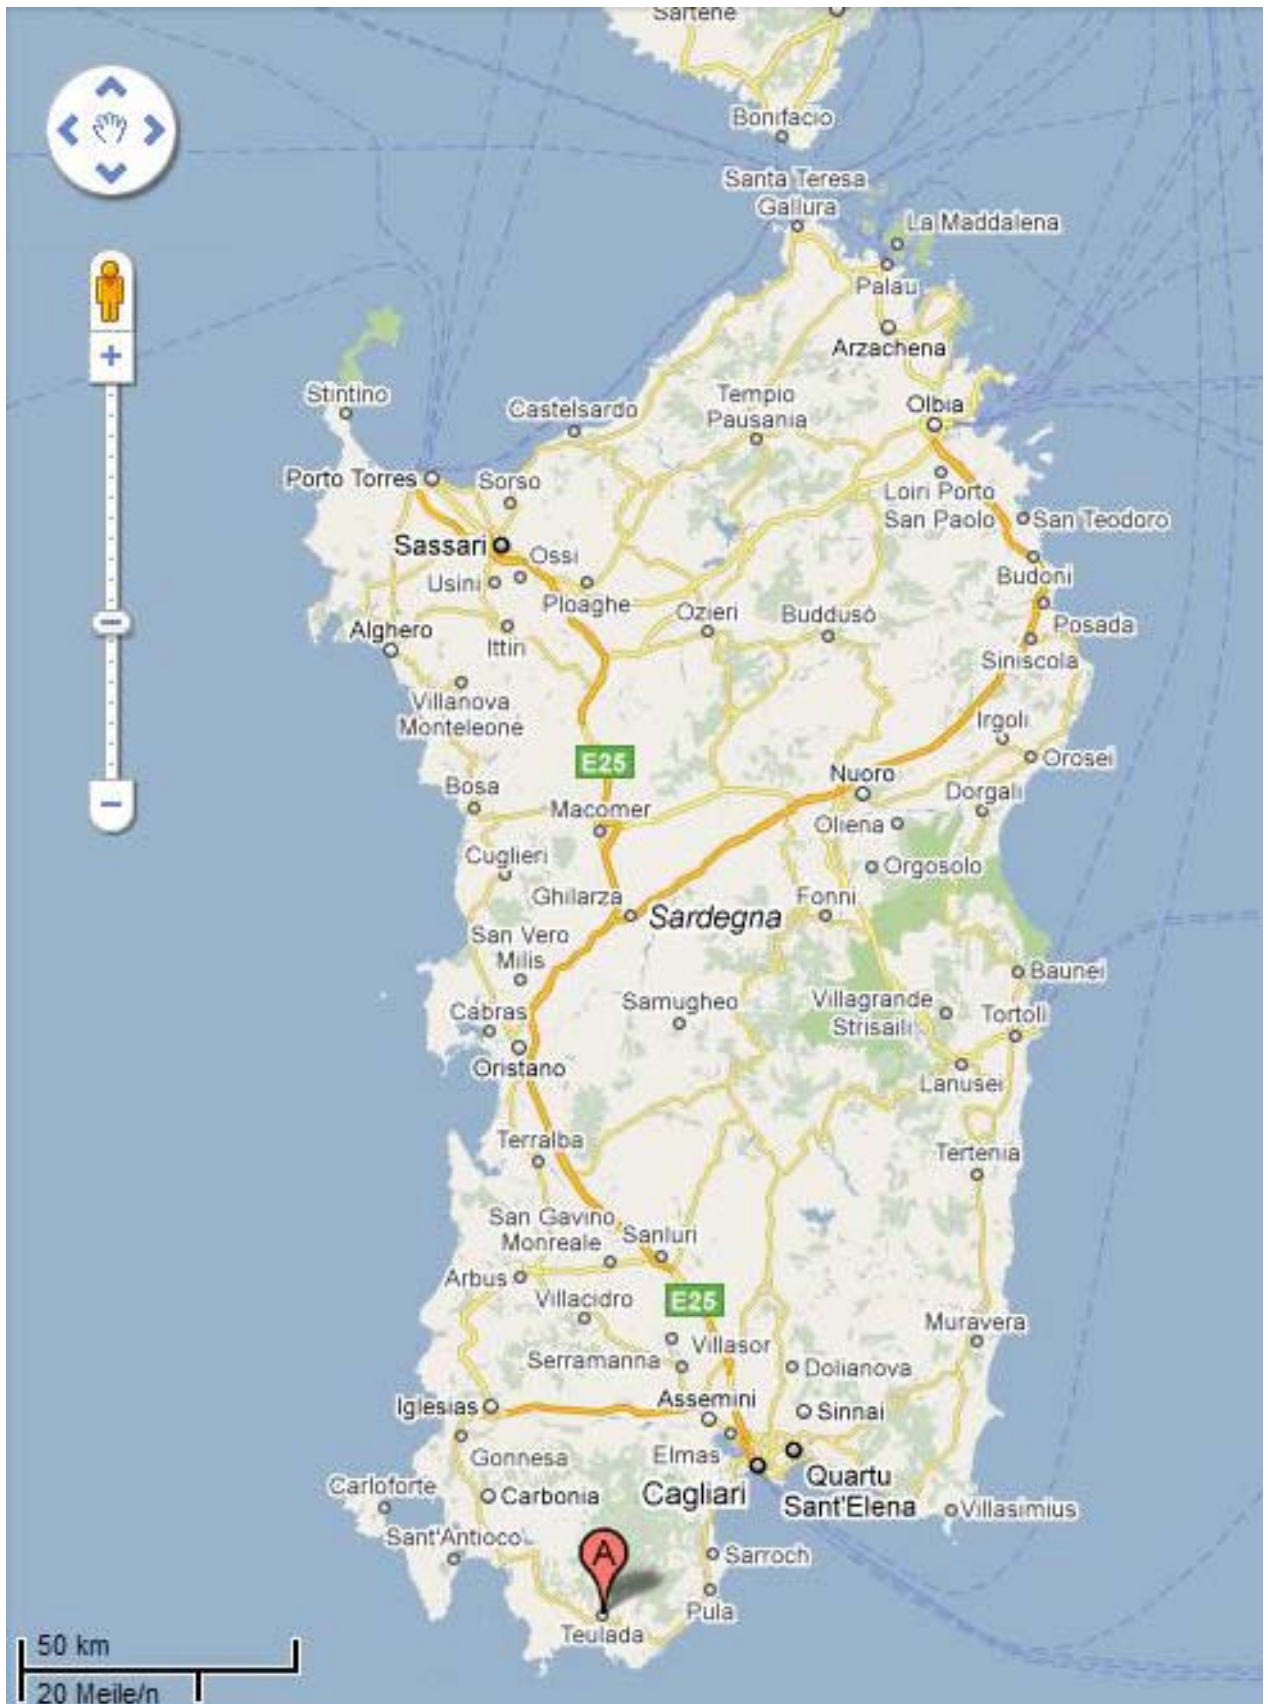 Sartène
Bonifacio
Santa Teresa
Gallura
La Maddalena
Palau
Arzachena
Stintino
Castelsardo
Tempio
Pausania
Olbia
Porto Torres
Sorso
Loiri Porto
San Paolo
San Teodoro
Sassari
Ossi
Usini
Budoni
Ploaghe
Ozieri
Buddusò
Posada
Alghero
Ittiri
Siniscola
Villanova
Monteleone
Irgoli
E25
Orosei
Nuoro
Bosa
Dorgali
Macomer
Oliena
Cuglieri
Orgosolo
Ghilarza
Fonni
Sardegna
San Vero
Milis
Baunei
Samugheo
Villagrande
Strisaili
Cabras
Tortolì
Oristano
Lanusei
Terralba
Tertenia
San Gavino
Monreale
Sanluri
Arbus
Villacidro
E25
Muravera
Villasor
Serramanna
Dolianova
Assemini
Iglesias
Sinnai
Gonnesa
Elmas
Cagliari
Quartu
Sant'Elena
Carloforte
Carbonia
Villasimius
Sant'Antioco
A
Sarroch
Pula
Teulada
50 km
20 Meile/n